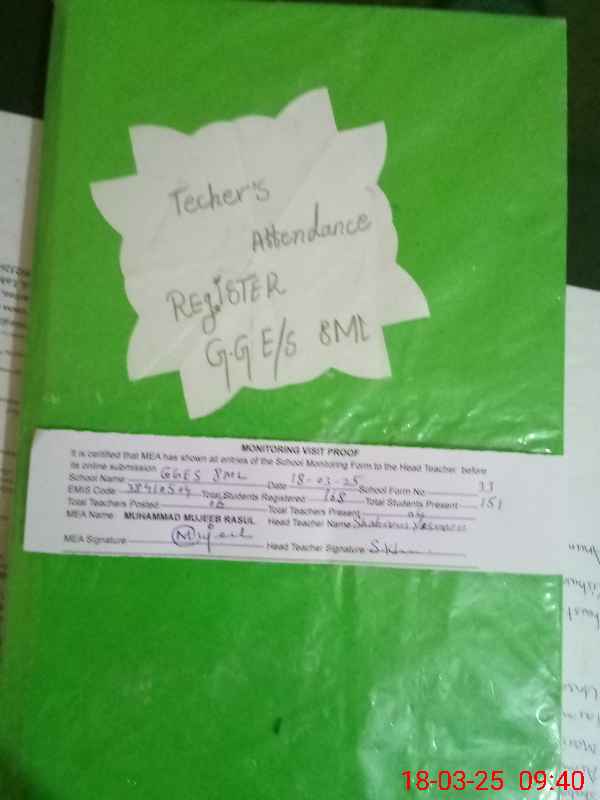 Techer's
Attendance
REgiSTER
G.G E/S 8ML
MONITORING VISIT PROOF
It is certified that MEA has shown all entries of the School Monitoring Form to the Head Teacher before
its online submission.
School Name GGES 8ML Date 18-03-25 School Form No. 33
EMIS Code Total Students Registered 168 Total Students Present 151
Total Teachers Posted Total Teachers Present
MEA Name MUHAMMAD MUJEEB RASUL Head Teacher Name
MEA Signature Mujeeb Head Teacher Signature
18-03-25 09:40